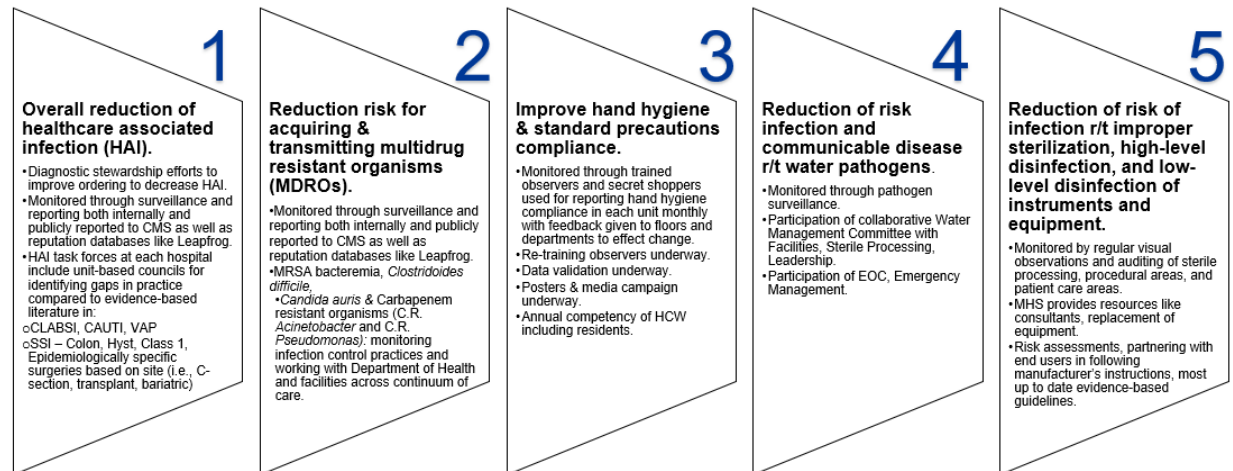 1
Overall reduction of
healthcare associated
infection (HAI).
•Diagnostic stewardship efforts to
improve ordering to decrease HAI.
•Monitored through surveillance and
reporting both internally and
publicly reported to CMS as well as
reputation databases like Leapfrog.
•HAI task forces at each hospital
include unit-based councils for
identifying gaps in practice
compared to evidence-based
literature in:
oCLABSI, CAUTI, VAP
oSSI – Colon, Hyst, Class 1,
Epidemiologically specific
surgeries based on site (i.e., C-
section, transplant, bariatric)
2
Reduction risk for
acquiring &
transmitting multidrug
resistant organisms
(MDROs).
•Monitored through surveillance and
reporting both internally and publicly
reported to CMS as well as
reputation databases like Leapfrog.
•MRSA bacteremia, Clostridoides
difficile,
•Candida auris & Carbapenem
resistant organisms (C.R.
Acinetobacter and C.R.
Pseudomonas): monitoring
infection control practices and
working with Department of Health
and facilities across continuum of
care.
3
Improve hand hygiene
& standard precautions
compliance.
•Monitored through trained
observers and secret shoppers
used for reporting hand hygiene
compliance in each unit monthly
with feedback given to floors and
departments to effect change.
•Re-training observers underway.
•Data validation underway.
•Posters & media campaign
underway.
•Annual competency of HCW
including residents.
4
Reduction of risk
infection and
communicable disease
r/t water pathogens.
•Monitored through pathogen
surveillance.
•Participation of collaborative Water
Management Committee with
Facilities, Sterile Processing,
Leadership.
•Participation of EOC, Emergency
Management.
5
Reduction of risk of
infection r/t improper
sterilization, high-level
disinfection, and low-
level disinfection of
instruments and
equipment.
•Monitored by regular visual
observations and auditing of sterile
processing, procedural areas, and
patient care areas.
•MHS provides resources like
consultants, replacement of
equipment.
•Risk assessments, partnering with
end users in following
manufacturer's instructions, most
up to date evidence-based
guidelines.